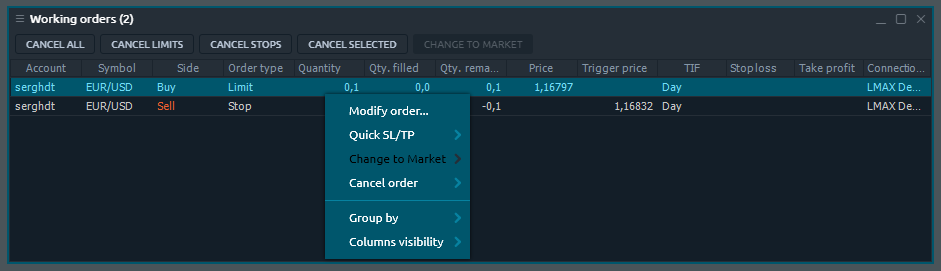 Working orders (2)
CANCEL ALL CANCEL LIMITS CANCEL STOPS CANCEL SELECTED CHANGE TO MARKET
Account Symbol Side Order type Quantity Qty. filled Qty. rema... Price Trigger price TIF Stop loss Take profit Connectio...
serghdt EUR/USD Buy Limit 0,1 0,0 0,1 1,16797 Day LMAX De...
serghdt EUR/USD Sell Stop -0,1 1,16832 Day LMAX De...
Modify order...
Quick SL/TP
Change to Market
Cancel order
Group by
Columns visibility